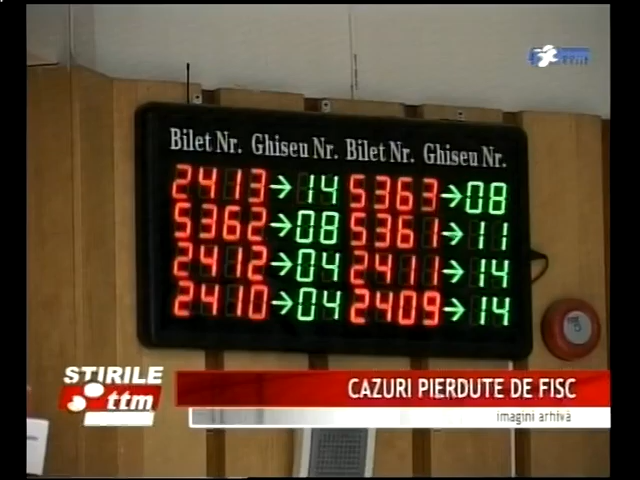 Bilet Nr. Ghiseu Nr. Bilet Nr. Ghiseu Nr.
2413→14 5363→08
5362→08 5361→11
2412→04 2411→14
2410→04 2409→14
STIRILE
ttm
CAZURI PIERDUTE DE FISC
imagini arhivă